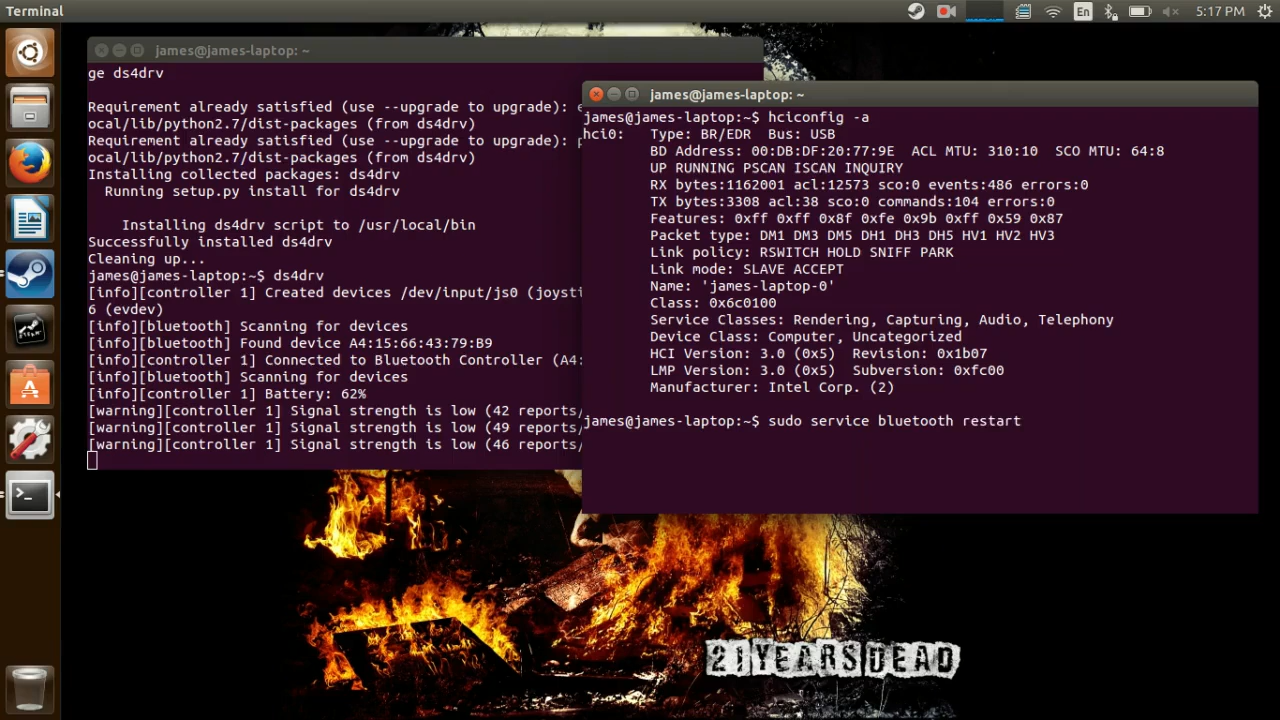 Terminal
En
5:17 PM
james@james-laptop: ~
ge ds4drv
Requirement already satisfied (use --upgrade to upgrade): e
ocal/lib/python2.7/dist-packages (from ds4drv)
Requirement already satisfied (use --upgrade to upgrade): p
ocal/lib/python2.7/dist-packages (from ds4drv)
Installing collected packages: ds4drv
Running setup.py install for ds4drv
Installing ds4drv script to /usr/local/bin
Successfully installed ds4drv
Cleaning up...
james@james-laptop:~$ ds4drv
[info][controller 1] Created devices /dev/input/js0 (joysti
6 (evdev)
[info][bluetooth] Scanning for devices
[info][bluetooth] Found device A4:15:66:43:79:B9
[info][controller 1] Connected to Bluetooth Controller (A4:
[info][bluetooth] Scanning for devices
[info][controller 1] Battery: 62%
[warning][controller 1] Signal strength is low (42 reports/
[warning][controller 1] Signal strength is low (49 reports/
[warning][controller 1] Signal strength is low (46 reports/
james@james-laptop: ~
james@james-laptop:~$ hciconfig -a
hci0:   Type: BR/EDR  Bus: USB
BD Address: 00:DB:DF:20:77:9E  ACL MTU: 310:10  SCO MTU: 64:8
UP RUNNING PSCAN ISCAN INQUIRY
RX bytes:1162001 acl:12573 sco:0 events:486 errors:0
TX bytes:3308 acl:38 sco:0 commands:104 errors:0
Features: 0xff 0xff 0x8f 0xfe 0x9b 0xff 0x59 0x87
Packet type: DM1 DM3 DM5 DH1 DH3 DH5 HV1 HV2 HV3
Link policy: RSWITCH HOLD SNIFF PARK
Link mode: SLAVE ACCEPT
Name: 'james-laptop-0'
Class: 0x6c0100
Service Classes: Rendering, Capturing, Audio, Telephony
Device Class: Computer, Uncategorized
HCI Version: 3.0 (0x5)  Revision: 0x1b07
LMP Version: 3.0 (0x5)  Subversion: 0xfc00
Manufacturer: Intel Corp. (2)
james@james-laptop:~$ sudo service bluetooth restart
21 YEARS DEAD